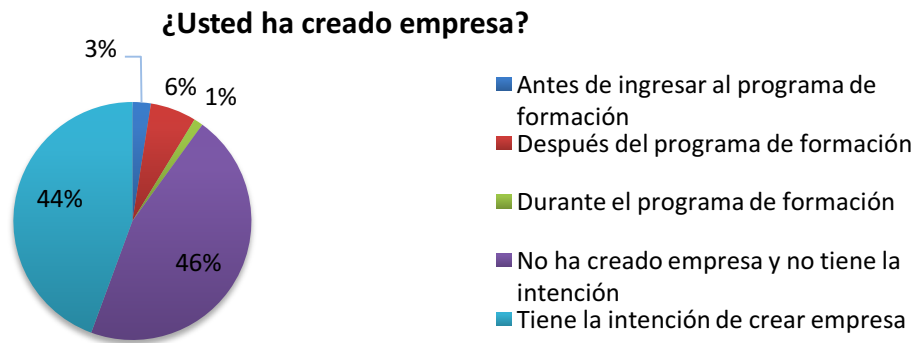 ¿Usted ha creado empresa?
3%
6%
1%
44%
46%
Antes de ingresar al programa de
formación
Después del programa de formación
Durante el programa de formación
No ha creado empresa y no tiene la
intención
Tiene la intención de crear empresa